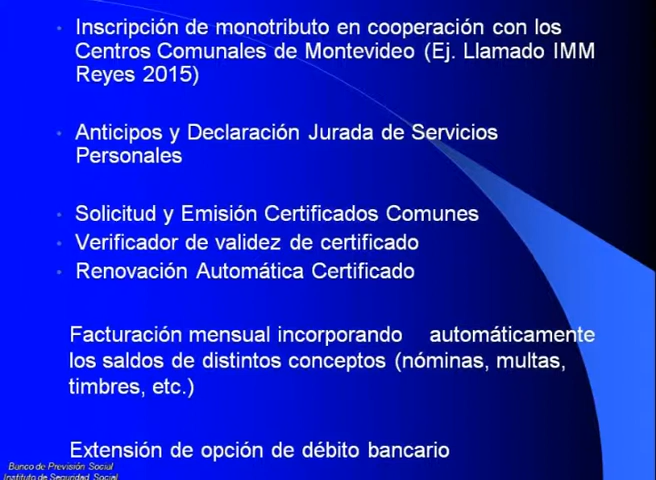 Inscripción de monotributo en cooperación con los
Centros Comunales de Montevideo (Ej. Llamado IMM
Reyes 2015)
Anticipos y Declaración Jurada de Servicios
Personales
Solicitud y Emisión Certificados Comunes
Verificador de validez de certificado
Renovación Automática Certificado
Facturación mensual incorporando automáticamente
los saldos de distintos conceptos (nóminas, multas,
timbres, etc.)
Extensión de opción de débito bancario
Banco de Previsión Social
Instituto de Seguridad Social